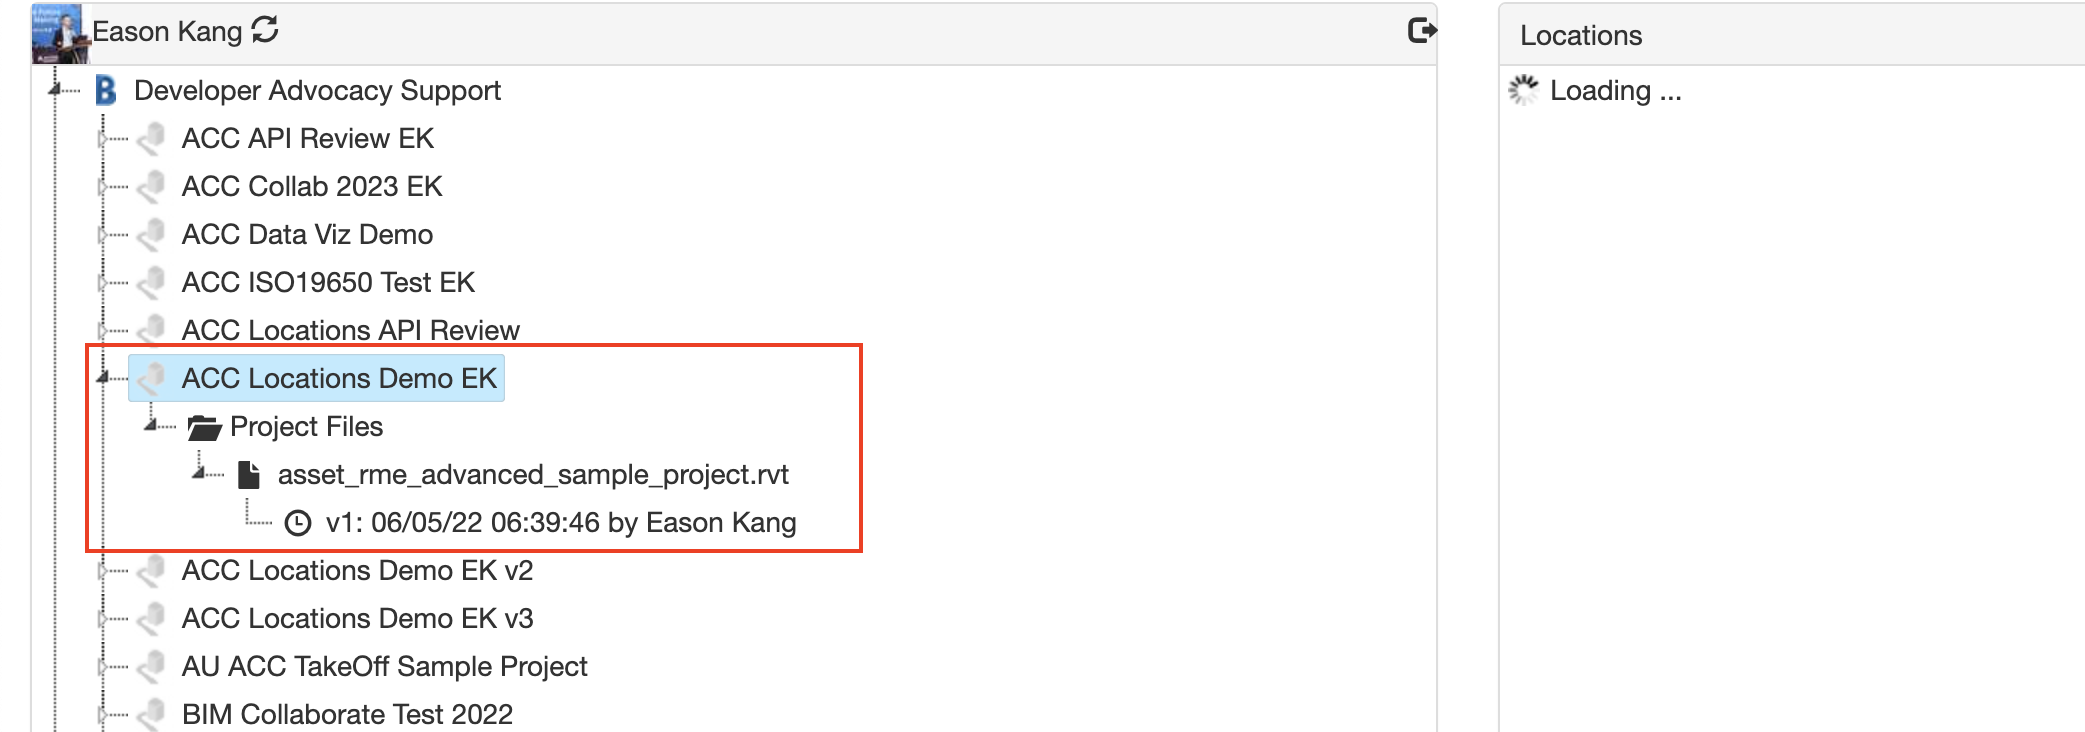 Eason Kang
Developer Advocacy Support
ACC API Review EK
ACC Collab 2023 EK
ACC Data Viz Demo
ACC ISO19650 Test EK
ACC Locations API Review
ACC Locations Demo EK
Project Files
asset_rme_advanced_sample_project.rvt
v1: 06/05/22 06:39:46 by Eason Kang
ACC Locations Demo EK v2
ACC Locations Demo EK v3
AU ACC TakeOff Sample Project
BIM Collaborate Test 2022
Locations
Loading ...